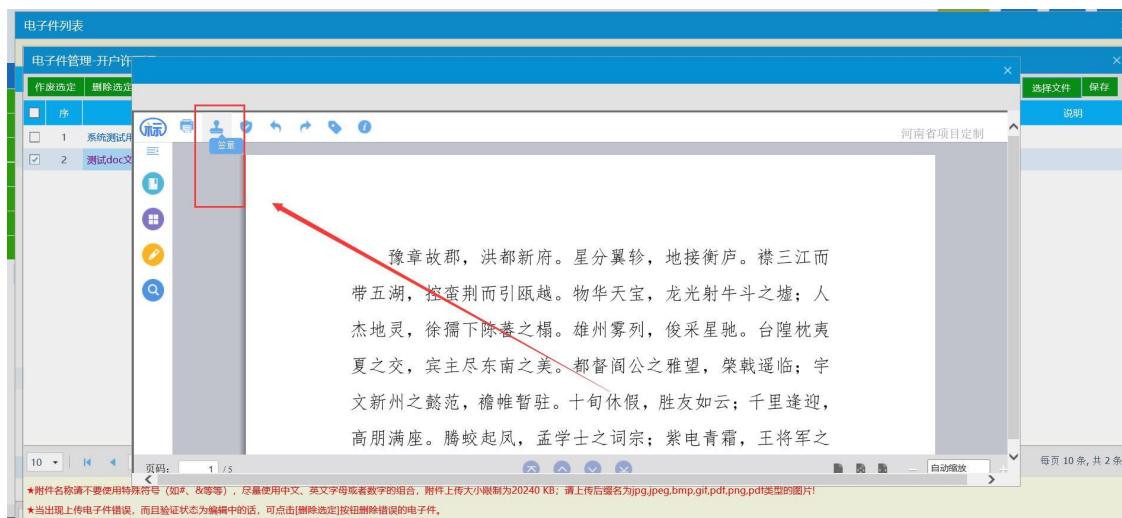 电子件列表
电子件管理-开户许
作废选定 删除选定 选择文件 保存
序 说明
1 系统测试用
2 测试doc文
标 河南省项目定制
签章
豫章故郡，洪都新府。星分翼轸，地接衡庐。襟三江而
带五湖，控蛮荆而引瓯越。物华天宝，龙光射牛斗之墟；人
杰地灵，徐孺下陈蕃之榻。雄州雾列，俊采星驰。台隍枕夷
夏之交，宾主尽东南之美。都督阎公之雅望，棨戟遥临；宇
文新州之懿范，襜帷暂驻。十旬休假，胜友如云；千里逢迎，
高朋满座。腾蛟起凤，孟学士之词宗；紫电青霜，王将军之
页码： 1 /5 自动缩放
10 每页 10 条, 共 2 条
★附件名称请不要使用特殊符号（如#、&等等），尽量使用中文、英文字母或者数字的组合，附件上传大小限制为20240 KB；请上传后缀名为jpg,jpeg,bmp,gif,pdf,png,pdf类型的图片!
★当出现上传电子件错误，而且验证状态为编辑中的话，可点击[删除选定]按钮删除错误的电子件。